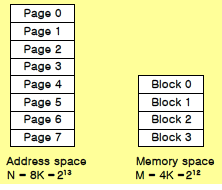 Page 0
Page 1
Page 2
Page 3
Page 4
Page 5
Page 6
Page 7
Address space
N = 8K = 2¹³
Block 0
Block 1
Block 2
Block 3
Memory space
M = 4K = 2¹²